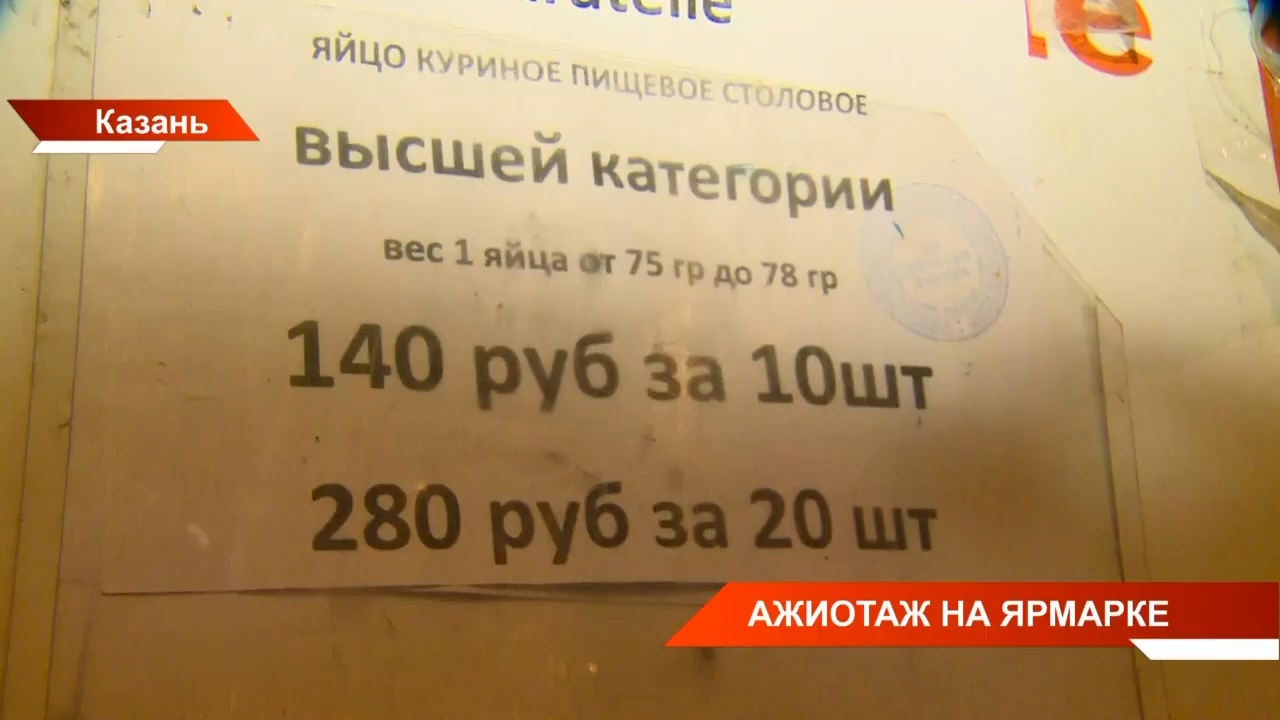 ЯЙЦО КУРИНОЕ ПИЩЕВОЕ СТОЛОВОЕ
Казань
высшей категории
вес 1 яйца от 75 гр до 78 гр
140 руб за 10шт
280 руб за 20 шт
АЖИОТАЖ НА ЯРМАРКЕ